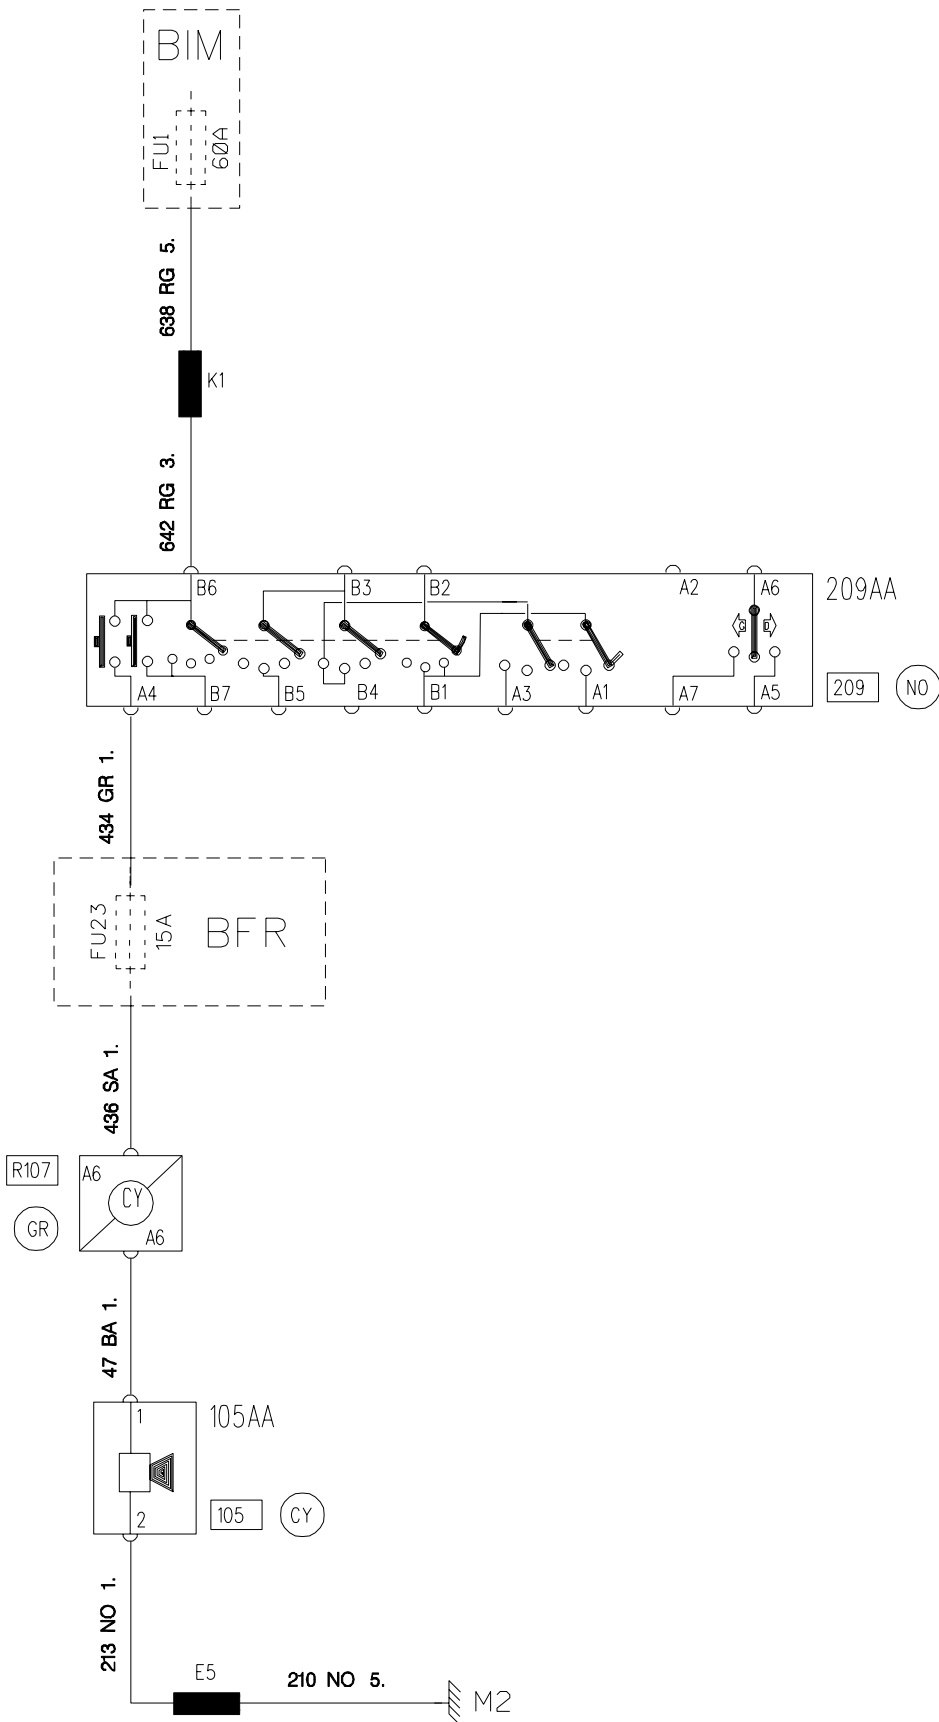 BIM
FU1
60A
638 RG 5.
K1
642 RG 3.
B6
B3
B2
A2
A6
209AA
G
D
A4
B7
B5
B4
B1
A3
A1
A7
A5
209
NO
434 GR 1.
FU23
15A
BFR
436 SA 1.
R107
A6
CY
GR
A6
47 BA 1.
1
105AA
2
105
CY
213 NO 1.
E5
210 NO 5.
M2